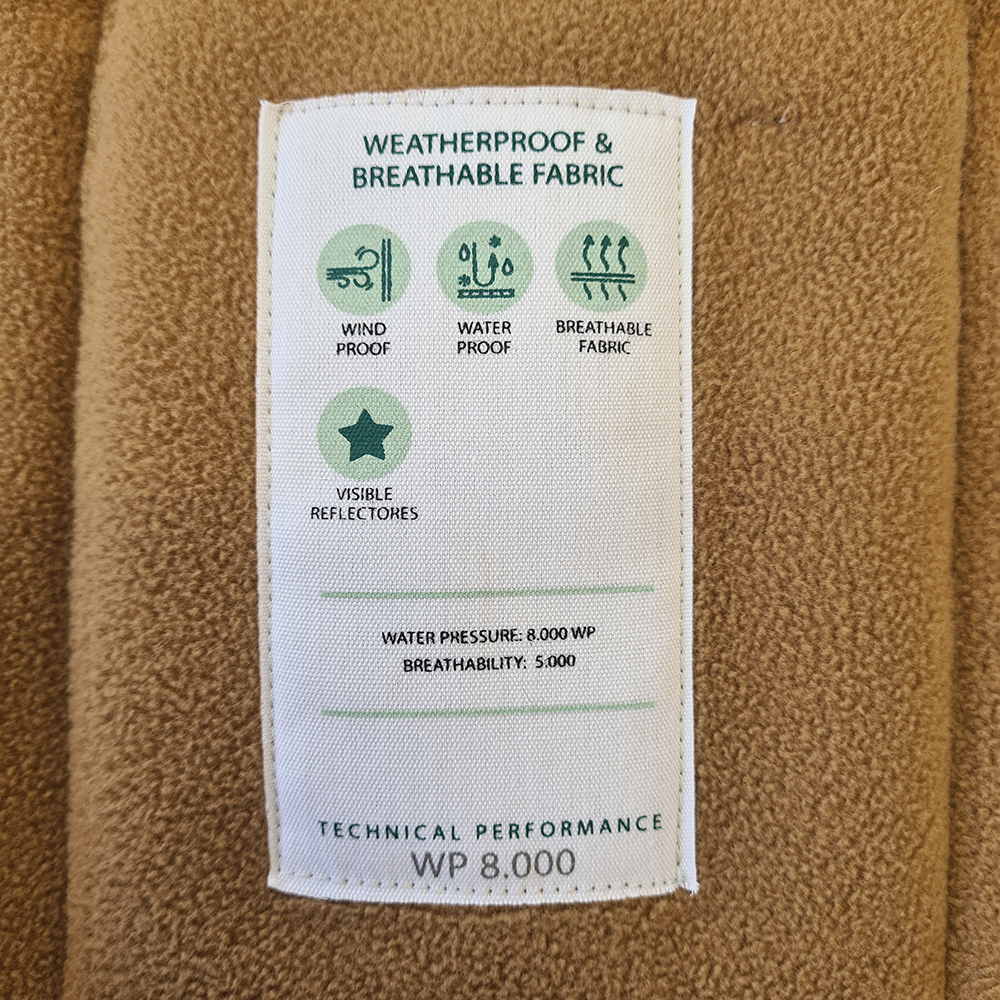 WEATHERPROOF &
BREATHABLE FABRIC
WIND
PROOF
WATER
PROOF
BREATHABLE
FABRIC
VISIBLE
REFLECTORES
WATER PRESSURE: 8.000 WP
BREATHABILITY: 5.000
TECHNICAL PERFORMANCE
WP 8.000